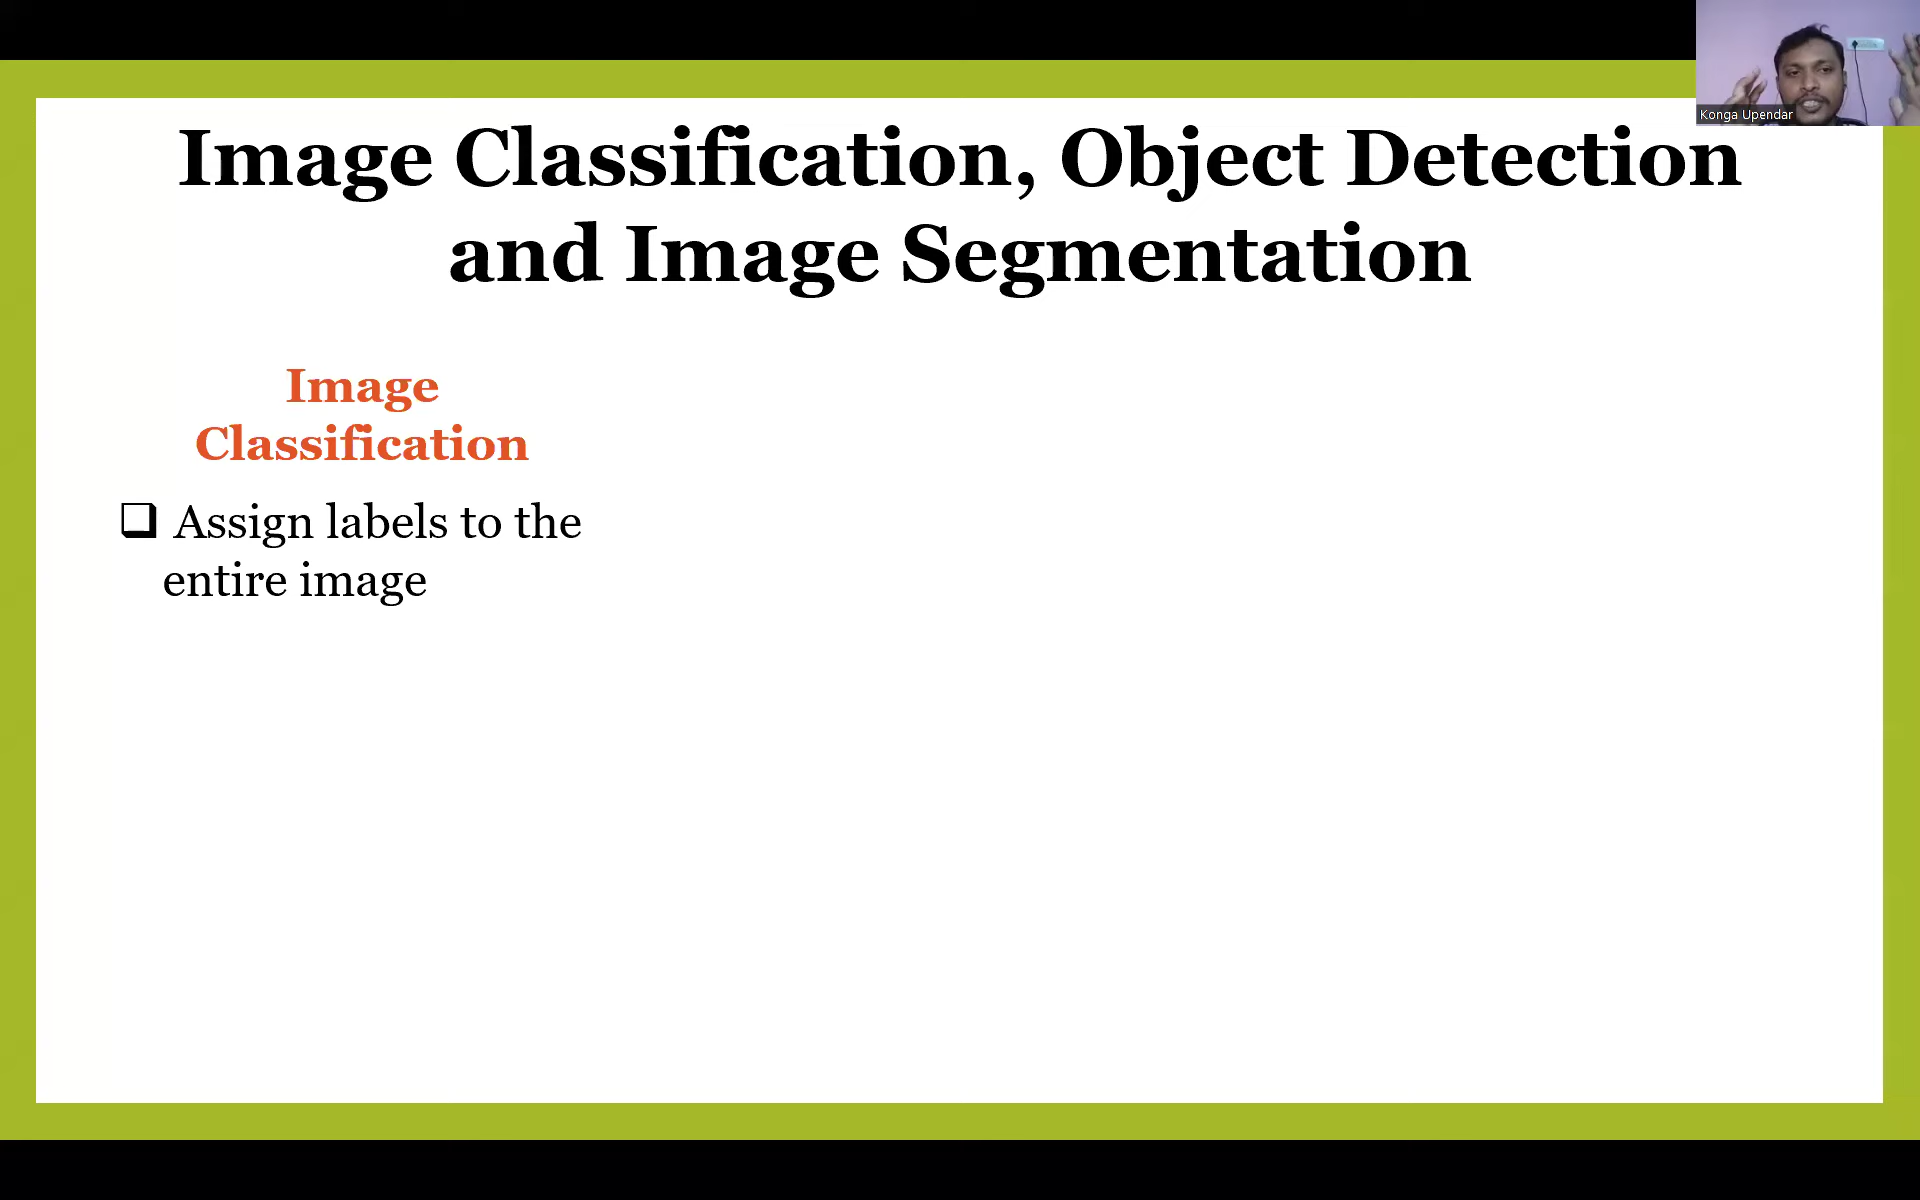 Image Classification, Object Detection
and Image Segmentation
Image
Classification
Assign labels to the
entire image
Konga Upendar